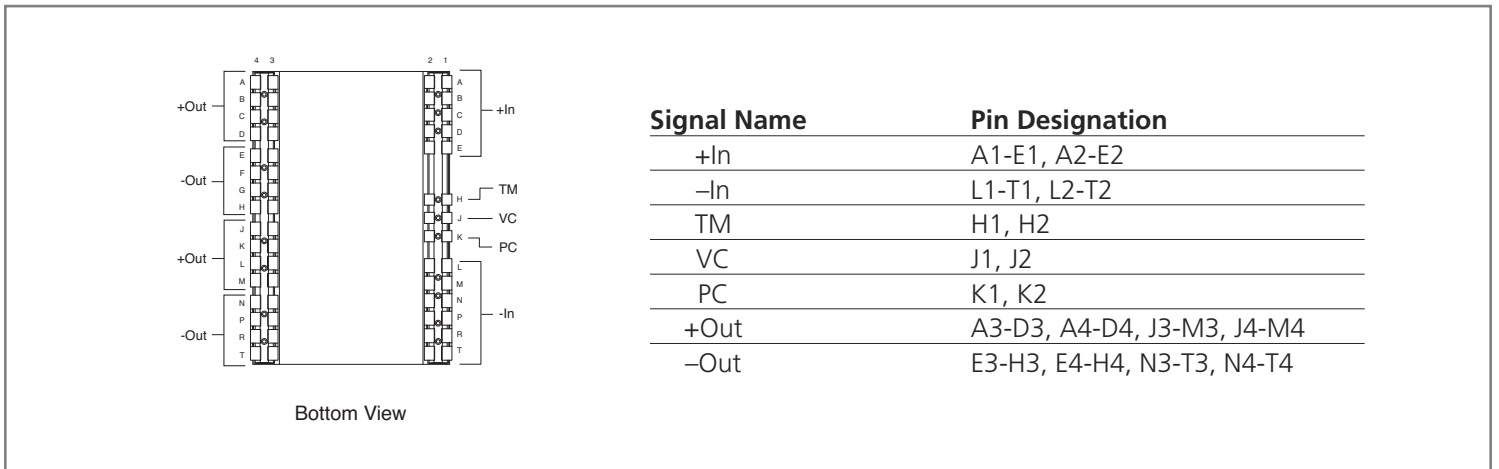 4 3 2 1
A A
+Out B B +In
C C
D D
E E
-Out F
G TM
H H
J J VC
K K PC
+Out L L
M M
N N
P P -In
-Out R R
T T
Bottom View
Signal Name Pin Designation
+In A1-E1, A2-E2
–In L1-T1, L2-T2
TM H1, H2
VC J1, J2
PC K1, K2
+Out A3-D3, A4-D4, J3-M3, J4-M4
–Out E3-H3, E4-H4, N3-T3, N4-T4